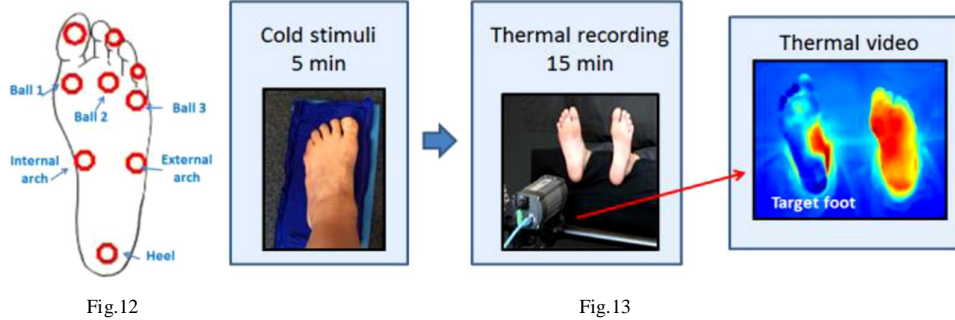 Ball 1
Ball 2
Ball 3
Internal
arch
External
arch
Heel
Fig.12
Cold stimuli
5 min
Thermal recording
15 min
Thermal video
Target foot
Fig.13